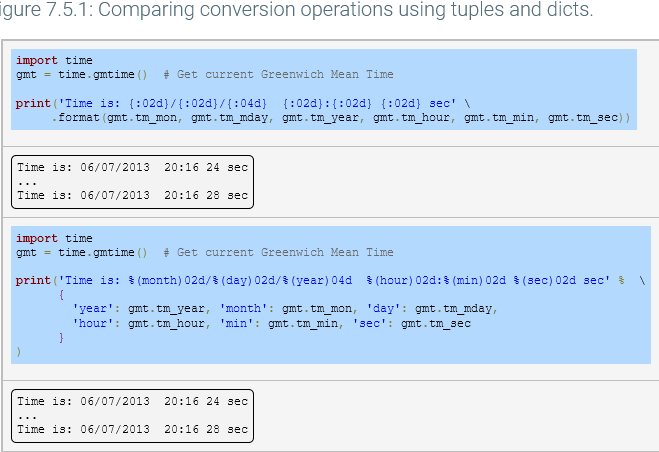 igure 7.5.1: Comparing conversion operations using tuples and dicts.
import time
gmt = time.gmtime()  # Get current Greenwich Mean Time
print('Time is: {:02d}/{:02d}/{:04d}  {:02d}:{:02d} {:02d} sec' \
.format(gmt.tm_mon, gmt.tm_mday, gmt.tm_year, gmt.tm_hour, gmt.tm_min, gmt.tm_sec))
Time is: 06/07/2013  20:16 24 sec
...
Time is: 06/07/2013  20:16 28 sec
import time
gmt = time.gmtime()  # Get current Greenwich Mean Time
print('Time is: %(month)02d/%(day)02d/%(year)04d  %(hour)02d:%(min)02d %(sec)02d sec' %  \
{
'year': gmt.tm_year, 'month': gmt.tm_mon, 'day': gmt.tm_mday,
'hour': gmt.tm_hour, 'min': gmt.tm_min, 'sec': gmt.tm_sec
}
)
Time is: 06/07/2013  20:16 24 sec
...
Time is: 06/07/2013  20:16 28 sec